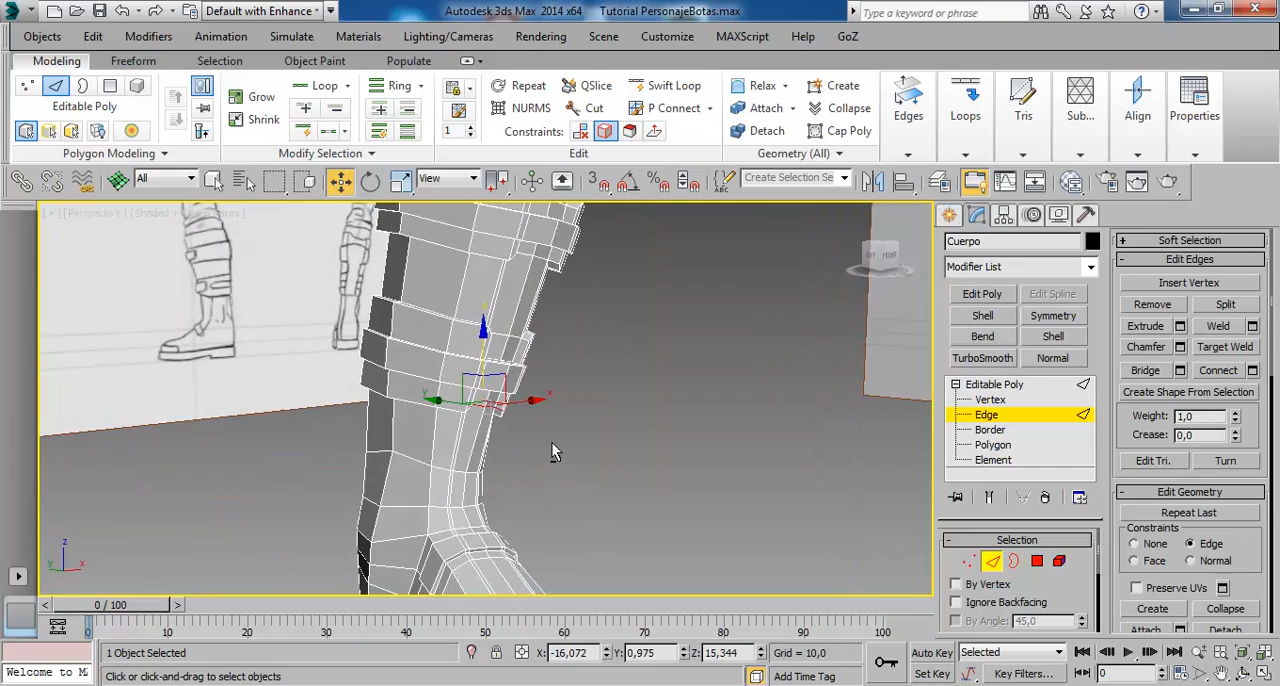 Default with Enhance
Autodesk 3ds Max 2014 x64 Tutorial PersonajeBotas.max
Type a keyword or phrase
Objects Edit Modifiers Animation Simulate Materials Lighting/Cameras Rendering Scene Customize MAXScript Help GoZ
Modeling Freeform Selection Object Paint Populate
Editable Poly
Polygon Modeling
Grow
Shrink
Loop Ring
Modify Selection
1
Repeat QSlice Swift Loop
NURMS Cut P Connect
Constraints:
Edit
Relax Create
Attach Collapse
Detach Cap Poly
Geometry (All)
Edges
Loops
Tris
Sub...
Align
Properties
All
View
Create Selection Se
[+][Perspective]
Cuerpo
Modifier List
Edit Poly Edit Spline
Shell Symmetry
Bend Shell
TurboSmooth Normal
Editable Poly
Vertex
Edge
Border
Polygon
Element
Selection
By Vertex
Ignore Backfacing
By Angle: 45,0
Soft Selection
Edit Edges
Insert Vertex
Remove Split
Extrude Weld
Chamfer Target Weld
Bridge Connect
Create Shape From Selection
Weight: 1,0
Crease: 0,0
Edit Tri. Turn
Edit Geometry
Repeat Last
Constraints
None Edge
Face Normal
Preserve UVs
Create Collapse
Attach Detach
z
y
x
z
y x
0 / 100
0 10 20 30 40 50 60 70 80 90 100
1 Object Selected
X: -16,072 Y: 0,975 Z: 15,344 Grid = 10,0
Auto Key Selected
Welcome to M
Click or click-and-drag to select objects
Add Time Tag
Set Key Key Filters...
0